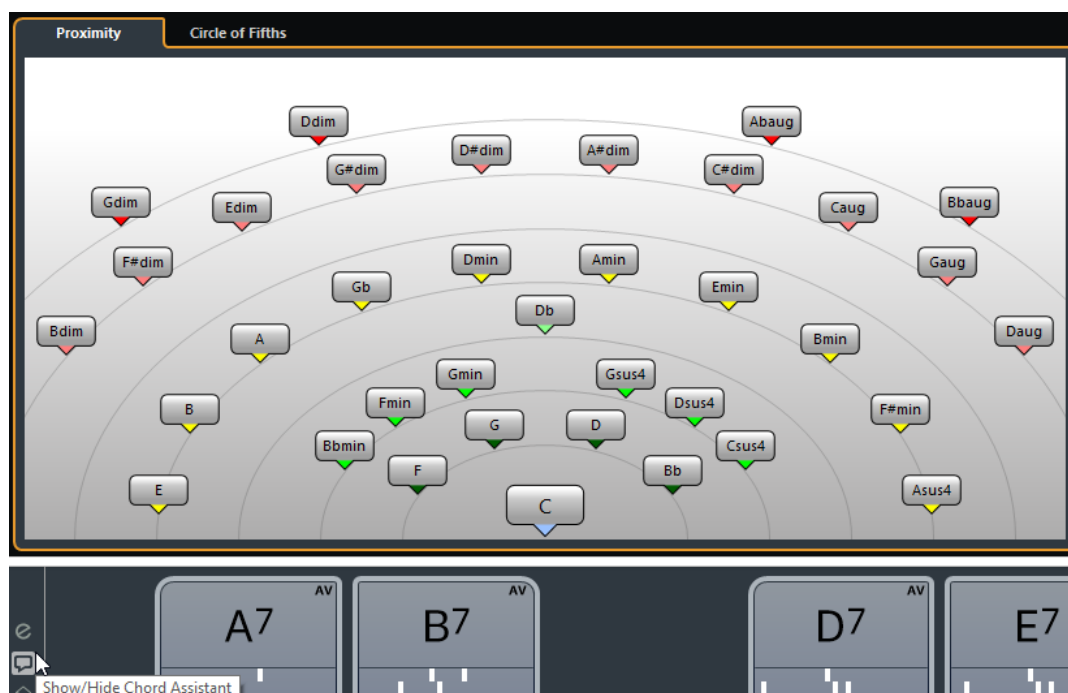 Proximity
Circle of Fifths
Ddim
Abaug
D#dim
A#dim
G#dim
C#dim
Gdim
Edim
Caug
Bbaug
F#dim
Dmin
Amin
Gaug
Gb
Emin
Db
Bdim
A
Bmin
Daug
Gmin
Gsus4
Fmin
Dsus4
B
F#min
G
D
Bbmin
Csus4
F
Bb
E
Asus4
C
AV
AV
AV
A7
B7
D7
E7
e
Show/Hide Chord Assistant